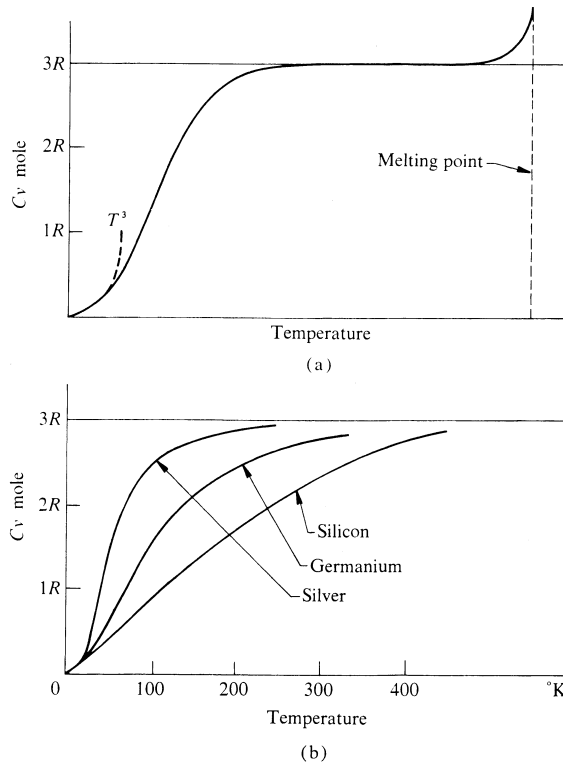 3R
2R
Cv mole
Melting point
T³
1R
Temperature
(a)
3R
2R
Cv mole
Silicon
Germanium
1R
Silver
0 100 200 300 400 °K
Temperature
(b)